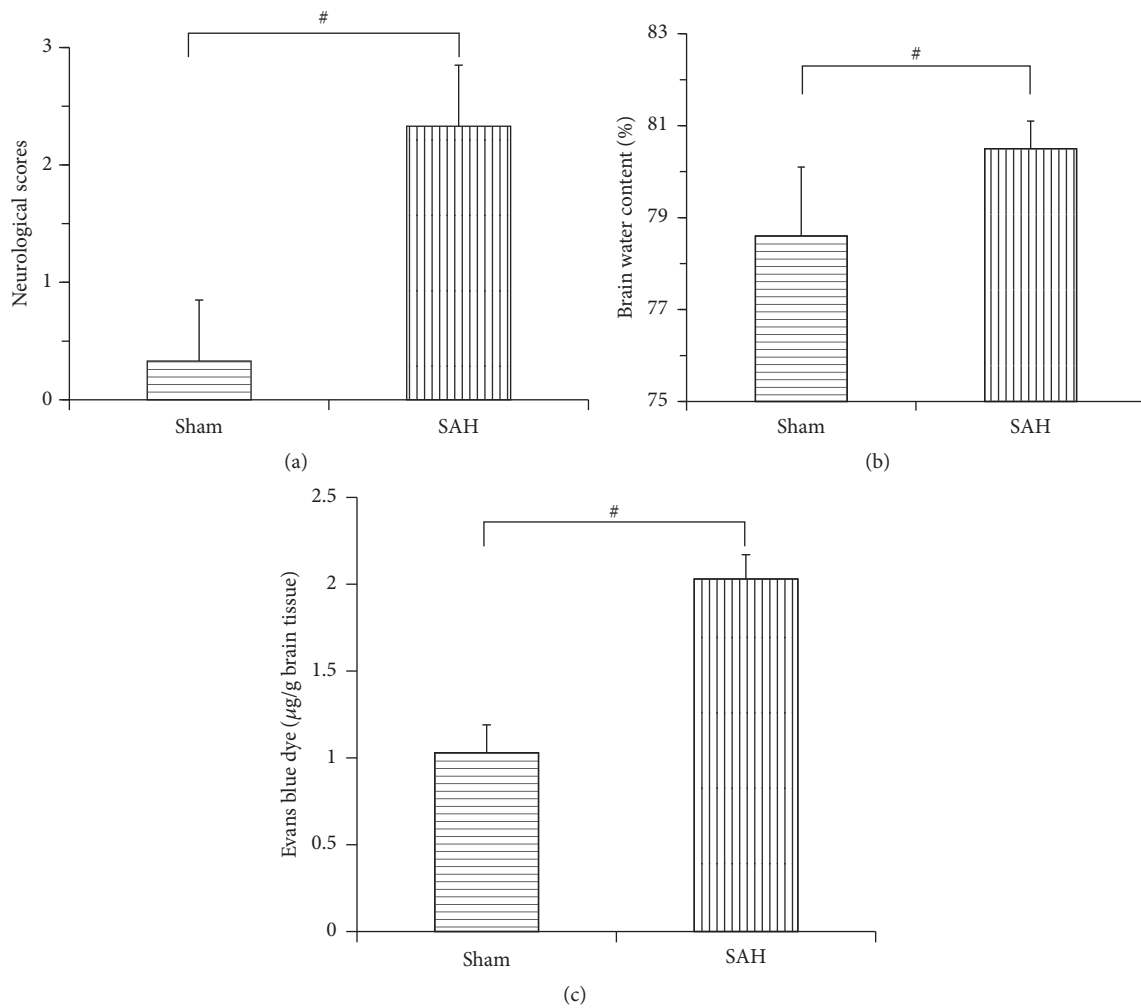 #
3
2
1
0
Neurological scores
Sham
SAH
(a)
#
83
81
79
77
75
Brain water content (%)
Sham
SAH
(b)
#
2.5
2
1.5
1
0.5
0
Evans blue dye (µg/g brain tissue)
Sham
SAH
(c)